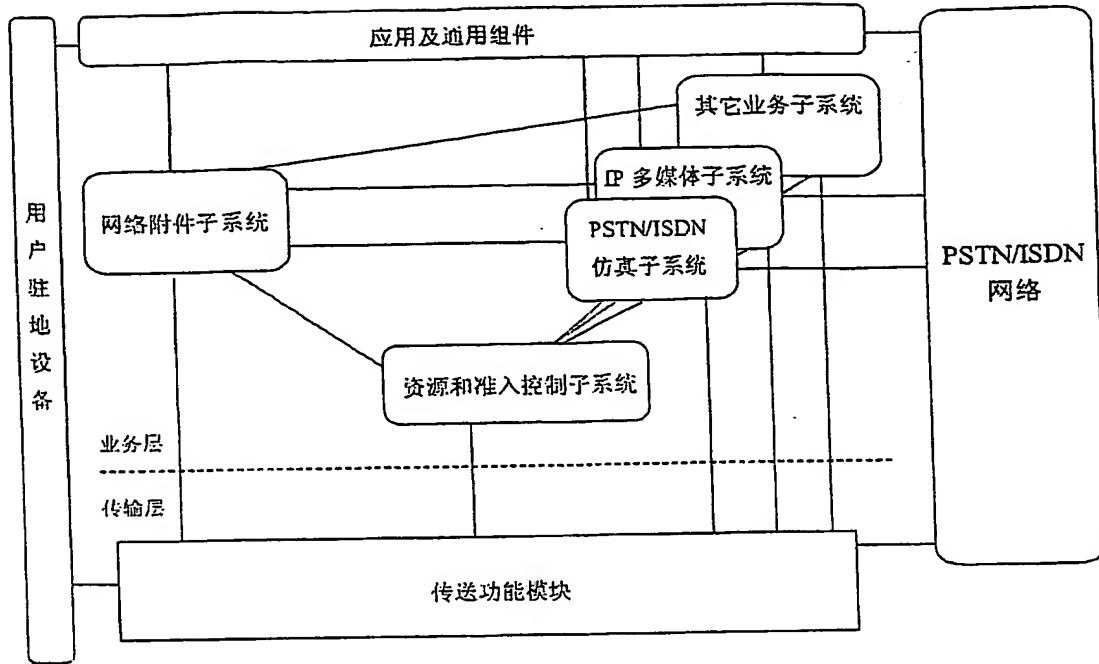 应用及通用组件
其它业务子系统
IP 多媒体子系统
网络附件子系统
PSTN/ISDN
仿真子系统
用户驻地设备
PSTN/ISDN
网络
资源和准入控制子系统
业务层
传输层
传送功能模块